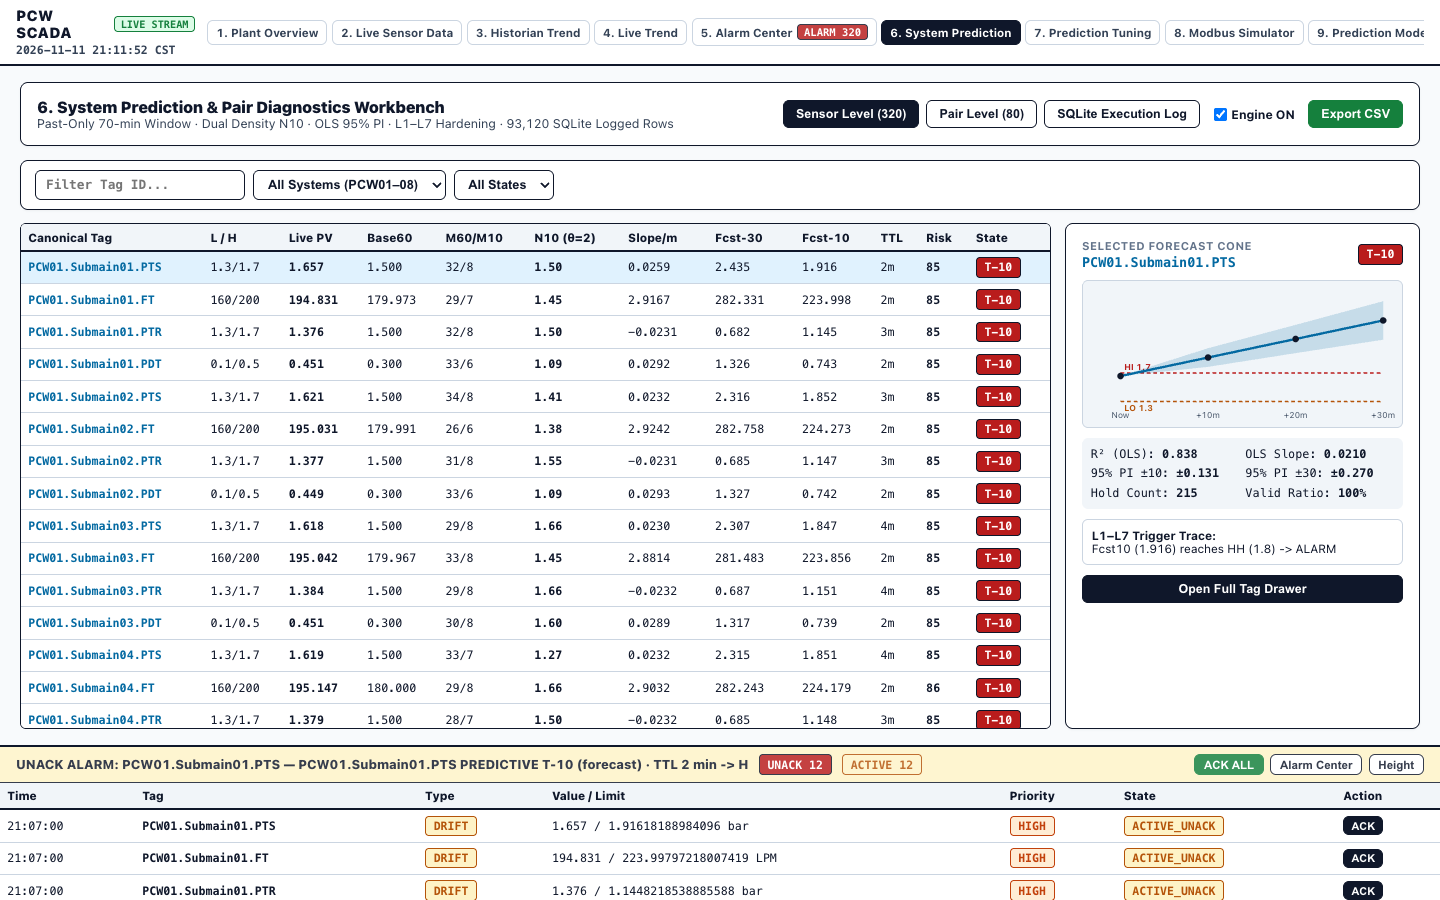 PCW SCADA
LIVE STREAM
2026-11-11 21:11:52 CST
1. Plant Overview
2. Live Sensor Data
3. Historian Trend
4. Live Trend
5. Alarm Center ALARM 320
6. System Prediction
7. Prediction Tuning
8. Modbus Simulator
9. Prediction Mode
6. System Prediction & Pair Diagnostics Workbench
Past-Only 70-min Window · Dual Density N10 · OLS 95% PI · L1–L7 Hardening · 93,120 SQLite Logged Rows
Sensor Level (320)
Pair Level (80)
SQLite Execution Log
Engine ON
Export CSV
Filter Tag ID...
All Systems (PCW01–08)
All States
Canonical Tag L / H Live PV Base60 M60/M10 N10 (θ=2) Slope/m Fcst-30 Fcst-10 TTL Risk State
PCW01.Submain01.PTS 1.3/1.7 1.657 1.500 32/8 1.50 0.0259 2.435 1.916 2m 85 T-10
PCW01.Submain01.FT 160/200 194.831 179.973 29/7 1.45 2.9167 282.331 223.998 2m 85 T-10
PCW01.Submain01.PTR 1.3/1.7 1.376 1.500 32/8 1.50 −0.0231 0.682 1.145 3m 85 T-10
PCW01.Submain01.PDT 0.1/0.5 0.451 0.300 33/6 1.09 0.0292 1.326 0.743 2m 85 T-10
PCW01.Submain02.PTS 1.3/1.7 1.621 1.500 34/8 1.41 0.0232 2.316 1.852 3m 85 T-10
PCW01.Submain02.FT 160/200 195.031 179.991 26/6 1.38 2.9242 282.758 224.273 2m 85 T-10
PCW01.Submain02.PTR 1.3/1.7 1.377 1.500 31/8 1.55 −0.0231 0.685 1.147 3m 85 T-10
PCW01.Submain02.PDT 0.1/0.5 0.449 0.300 33/6 1.09 0.0293 1.327 0.742 2m 85 T-10
PCW01.Submain03.PTS 1.3/1.7 1.618 1.500 29/8 1.66 0.0230 2.307 1.847 4m 85 T-10
PCW01.Submain03.FT 160/200 195.042 179.967 33/8 1.45 2.8814 281.483 223.856 2m 85 T-10
PCW01.Submain03.PTR 1.3/1.7 1.384 1.500 29/8 1.66 −0.0232 0.687 1.151 4m 85 T-10
PCW01.Submain03.PDT 0.1/0.5 0.451 0.300 30/8 1.60 0.0289 1.317 0.739 2m 85 T-10
PCW01.Submain04.PTS 1.3/1.7 1.619 1.500 33/7 1.27 0.0232 2.315 1.851 4m 85 T-10
PCW01.Submain04.FT 160/200 195.147 180.000 29/8 1.66 2.9032 282.243 224.179 2m 86 T-10
PCW01.Submain04.PTR 1.3/1.7 1.379 1.500 28/7 1.50 −0.0232 0.685 1.148 3m 85 T-10
SELECTED FORECAST CONE
PCW01.Submain01.PTS
T-10
HI 1.7
LO 1.3
Now +10m +20m +30m
R² (OLS): 0.838 OLS Slope: 0.0210
95% PI ±10: ±0.131 95% PI ±30: ±0.270
Hold Count: 215 Valid Ratio: 100%
L1–L7 Trigger Trace:
Fcst10 (1.916) reaches HH (1.8) -> ALARM
Open Full Tag Drawer
UNACK ALARM: PCW01.Submain01.PTS — PCW01.Submain01.PTS PREDICTIVE T-10 (forecast) · TTL 2 min -> H UNACK 12 ACTIVE 12
ACK ALL
Alarm Center
Height
Time Tag Type Value / Limit Priority State Action
21:07:00 PCW01.Submain01.PTS DRIFT 1.657 / 1.91618188984096 bar HIGH ACTIVE_UNACK ACK
21:07:00 PCW01.Submain01.FT DRIFT 194.831 / 223.99797218007419 LPM HIGH ACTIVE_UNACK ACK
21:07:00 PCW01.Submain01.PTR DRIFT 1.376 / 1.1448218538885588 bar HIGH ACTIVE_UNACK ACK